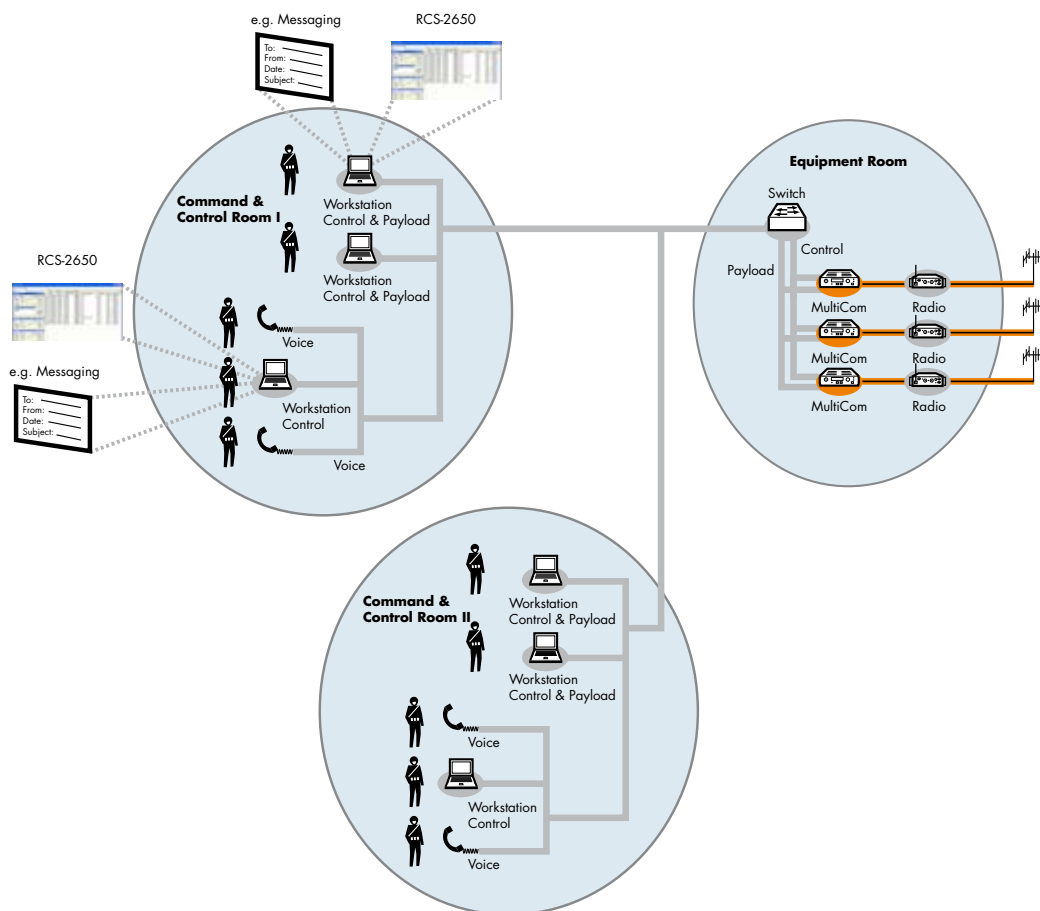 e.g. Messaging
To:
From:
Date:
Subject:
RCS-2650
Command &
Control Room I
Workstation
Control & Payload
Workstation
Control & Payload
Voice
Workstation
Control
Voice
RCS-2650
e.g. Messaging
To:
From:
Date:
Subject:
Equipment Room
Switch
Control
Payload
MultiCom
Radio
MultiCom
Radio
MultiCom
Radio
Command &
Control Room II
Workstation
Control & Payload
Workstation
Control & Payload
Voice
Workstation
Control
Voice